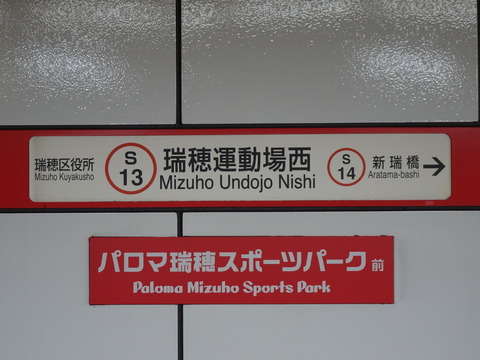 瑞穂区役所
Mizuho Kuyakusho
S
13
瑞穂運動場西
Mizuho Undojo Nishi
S
14
新瑞橋
Aratama-bashi
→
パロマ瑞穂スポーツパーク前
Paloma Mizuho Sports Park